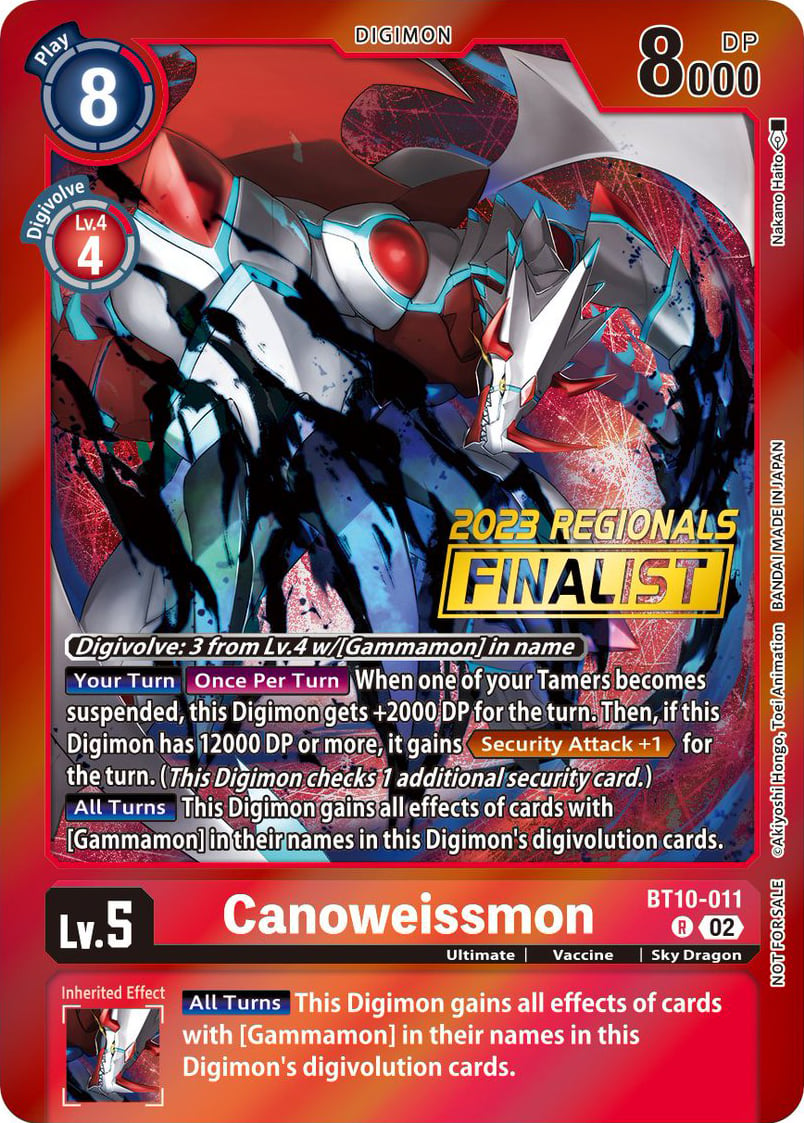 DIGIMON
Play
8
8000
DP
Digivolve
Lv.4
4
Nakano Haito
2023 REGIONALS
FINALIST
Digivolve: 3 from Lv.4 w/[Gammamon] in name
Your Turn Once Per Turn When one of your Tamers becomes
suspended, this Digimon gets +2000 DP for the turn. Then, if this
Digimon has 12000 DP or more, it gains Security Attack +1 for
the turn. (This Digimon checks 1 additional security card.)
All Turns This Digimon gains all effects of cards with
[Gammamon] in their names in this Digimon's digivolution cards.
©Akiyoshi Hongo, Toei Animation BANDAI MADE IN JAPAN
NOT FOR SALE
Lv.5
Canoweissmon
BT10-011
R 02
Ultimate | Vaccine | Sky Dragon
Inherited Effect
All Turns This Digimon gains all effects of cards
with [Gammamon] in their names in this
Digimon's digivolution cards.